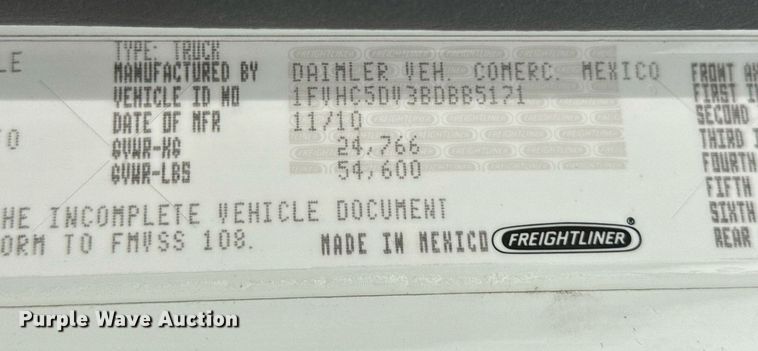 LE
TYPE: TRUCK
MANUFACTURED BY DAIMLER VEH. COMERC. MEXICO FRONT AX
VEHICLE ID NO 1FVHC5DV3BDBB5171 FIRST I
DATE OF MFR 11/10 SECOND
TO GVWR-KG 24,766 THIRD I
GVWR-LBS 54,600 FOURTH
FIFTH
HE INCOMPLETE VEHICLE DOCUMENT SIXTH
ORM TO FMVSS 108. MADE IN MEXICO FREIGHTLINER® REAR
Purple Wave Auction